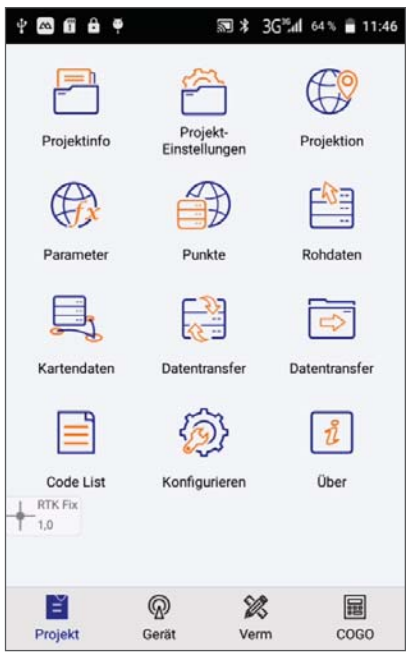 3G 3G 64 % 11:46
Projektinfo
Projekt-
Einstellungen
Projektion
Parameter
Punkte
Rohdaten
Kartendaten
Datentransfer
Datentransfer
Code List
Konfigurieren
Über
RTK Fix
1,0
Projekt
Gerät
Verm
COGO